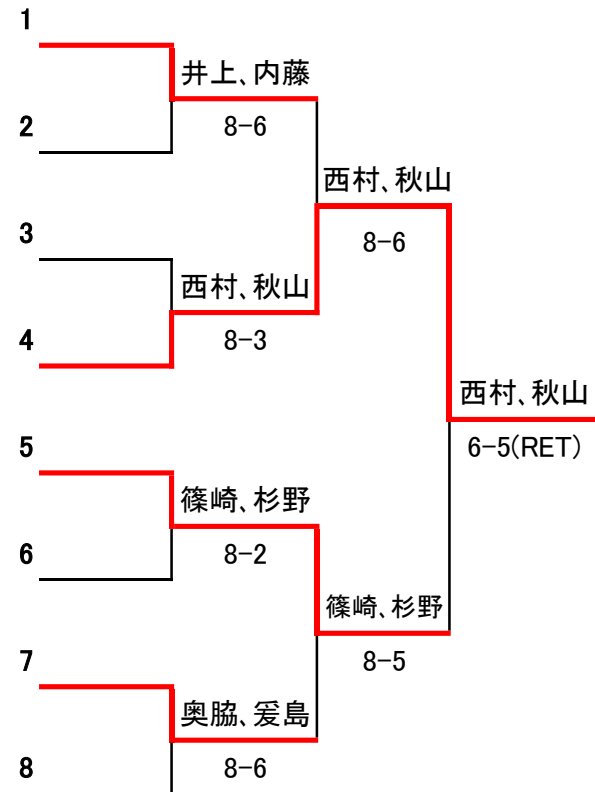 1
井上、内藤
2
8-6
西村、秋山
3
8-6
西村、秋山
4
8-3
西村、秋山
5
6-5(RET)
篠崎、杉野
6
8-2
篠崎、杉野
7
8-5
奥脇、爰島
8
8-6